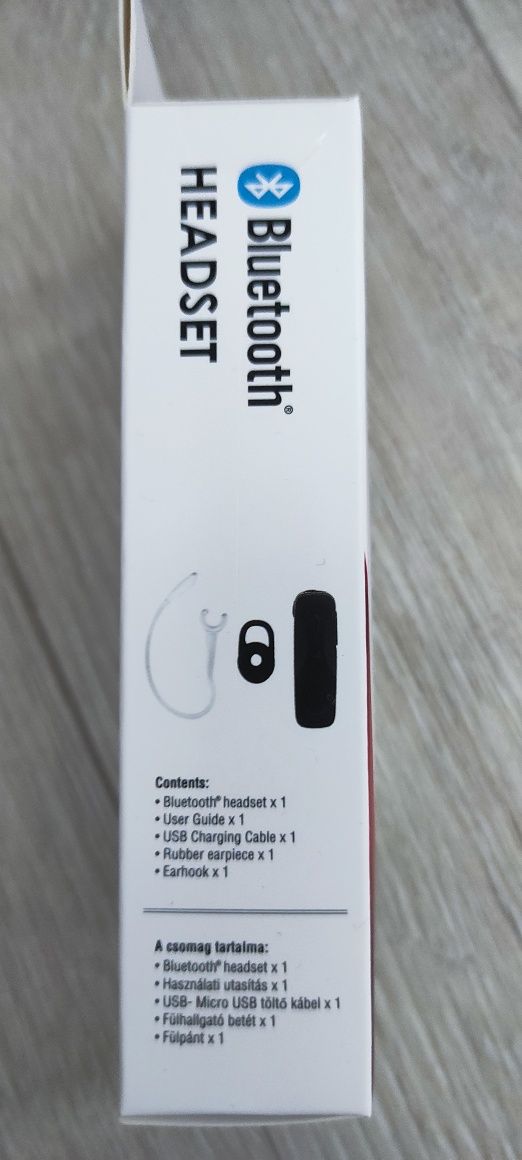 Bluetooth®
HEADSET
Contents:
• Bluetooth® headset x 1
• User Guide x 1
• USB Charging Cable x 1
• Rubber earpiece x 1
• Earhook x 1
A csomag tartalma:
• Bluetooth® headset x 1
• Használati utasítás x 1
• USB- Micro USB töltő kábel x 1
• Fülhallgató betét x 1
• Fülpánt x 1